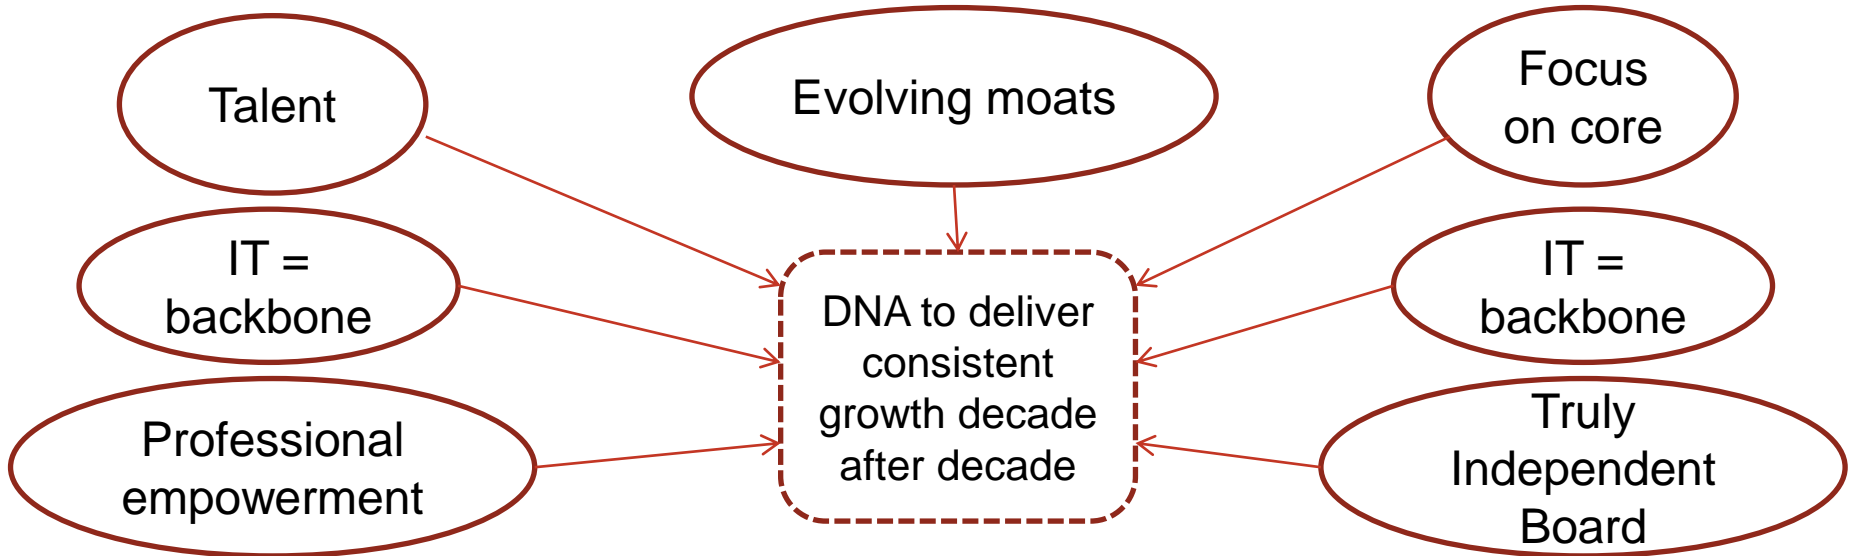 Talent
Evolving moats
Focus
on core
IT =
backbone
DNA to deliver
consistent
growth decade
after decade
IT =
backbone
Professional
empowerment
Truly
Independent
Board